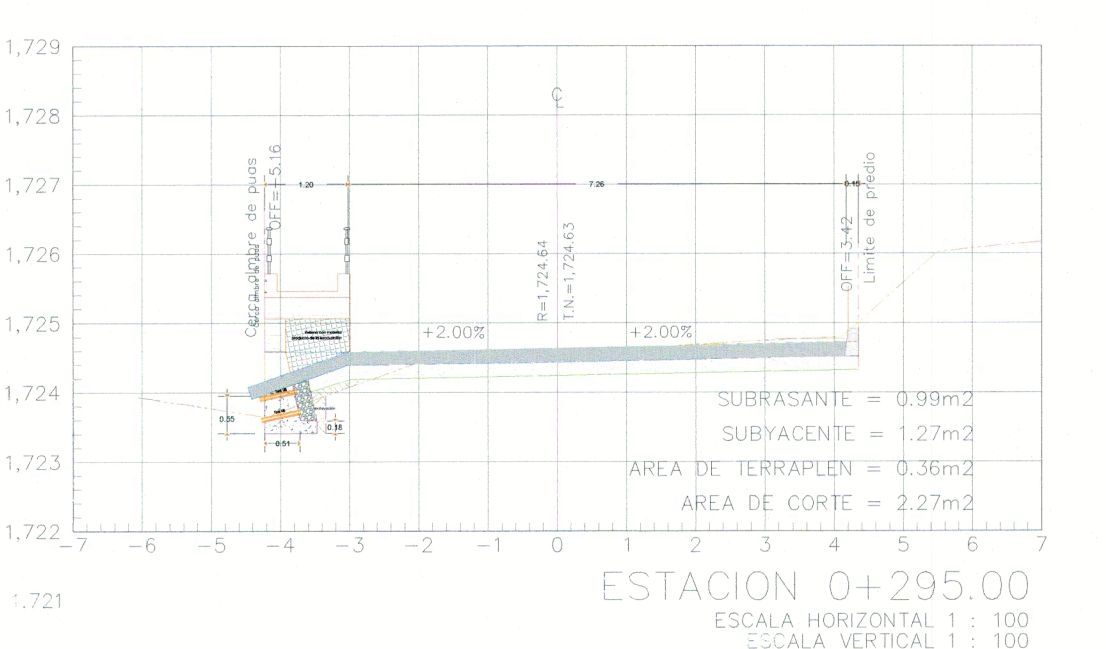 1,729
1,728
1,727
1,726
1,725
1,724
1,723
1,722
1.721
℄
Cerco alambre de puas
OFF=-5.16
1.20
7.26
0.15
OFF=3.42
Limite de predio
R=1,724.64
T.N.=1,724.63
+2.00%
+2.00%
0.55
0.51
0.18
SUBRASANTE = 0.99m2
SUBYACENTE = 1.27m2
AREA DE TERRAPLEN = 0.36m2
AREA DE CORTE = 2.27m2
-7 -6 -5 -4 -3 -2 -1 0 1 2 3 4 5 6 7
ESTACION 0+295.00
ESCALA HORIZONTAL 1 : 100
ESCALA VERTICAL 1 : 100